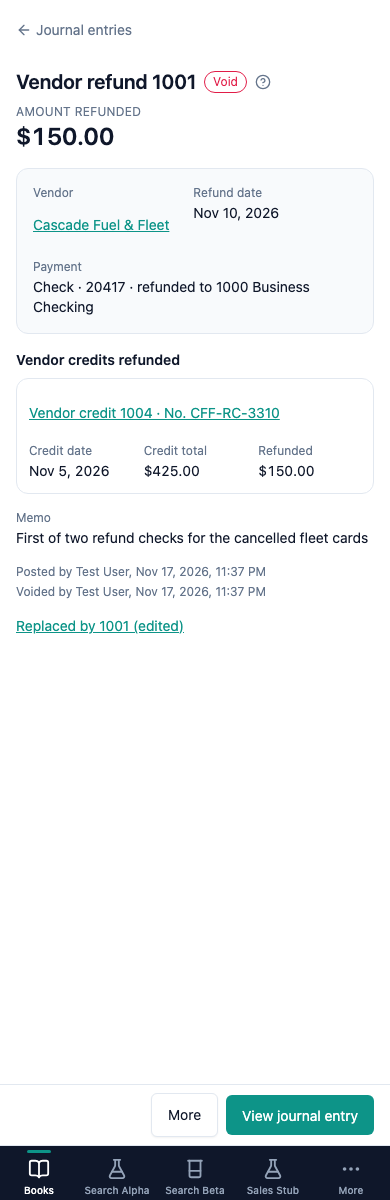 ← Journal entries
Vendor refund 1001 Void ?
AMOUNT REFUNDED
$150.00
Vendor
Cascade Fuel & Fleet
Refund date
Nov 10, 2026
Payment
Check · 20417 · refunded to 1000 Business
Checking
Vendor credits refunded
Vendor credit 1004 · No. CFF-RC-3310
Credit date
Nov 5, 2026
Credit total
$425.00
Refunded
$150.00
Memo
First of two refund checks for the cancelled fleet cards
Posted by Test User, Nov 17, 2026, 11:37 PM
Voided by Test User, Nov 17, 2026, 11:37 PM
Replaced by 1001 (edited)
More
View journal entry
Books
Search Alpha
Search Beta
Sales Stub
More